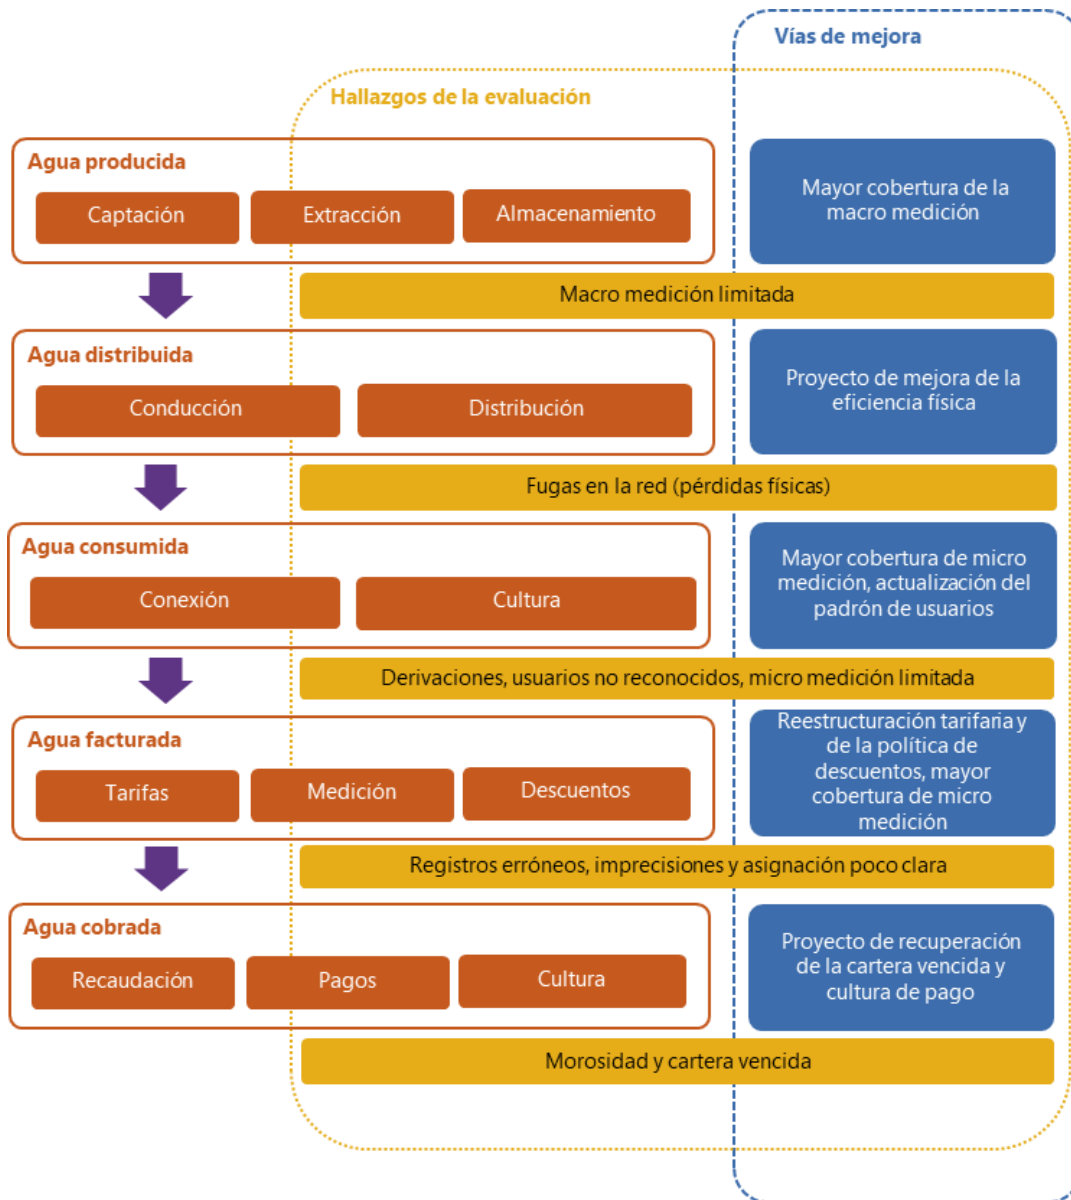 Vías de mejora
Hallazgos de la evaluación
Agua producida
Captación
Extracción
Almacenamiento
Mayor cobertura de la
macro medición
Macro medición limitada
Agua distribuida
Conducción
Distribución
Proyecto de mejora de la
eficiencia física
Fugas en la red (pérdidas físicas)
Agua consumida
Conexión
Cultura
Mayor cobertura de micro
medición, actualización del
padrón de usuarios
Derivaciones, usuarios no reconocidos, micro medición limitada
Agua facturada
Tarifas
Medición
Descuentos
Reestructuración tarifaria y
de la política de
descuentos, mayor
cobertura de micro
medición
Registros erróneos, imprecisiones y asignación poco clara
Agua cobrada
Recaudación
Pagos
Cultura
Proyecto de recuperación
de la cartera vencida y
cultura de pago
Morosidad y cartera vencida